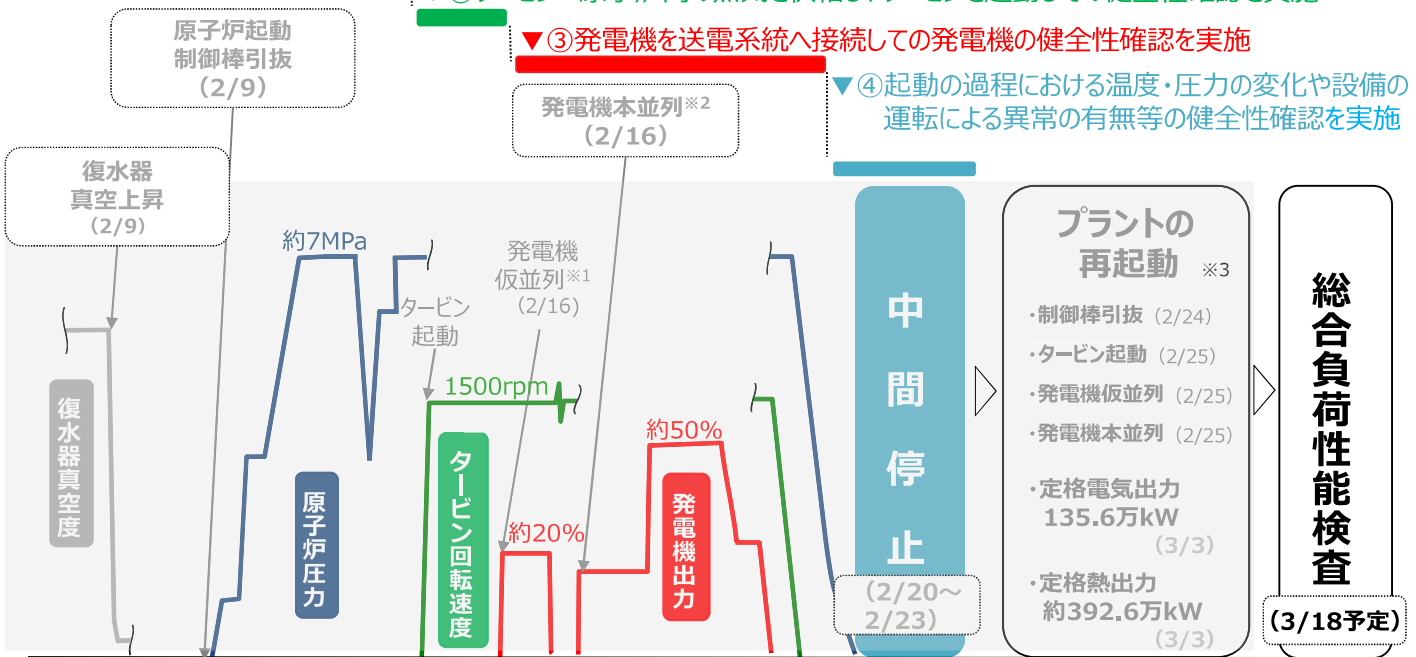 原子炉起動
制御棒引抜
(2/9)
▼③発電機を送電系統へ接続しての発電機の健全性確認を実施
▼④起動の過程における温度・圧力の変化や設備の
運転による異常の有無等の健全性確認を実施
発電機本並列※2
(2/16)
復水器
真空上昇
(2/9)
約7MPa
発電機
仮並列※1
(2/16)
タービン
起動
1500rpm
約50%
約20%
復水器真空度
原子炉圧力
タービン回転速度
発電機出力
中間停止
(2/20～
2/23)
プラントの
再起動 ※3
・制御棒引抜 (2/24)
・タービン起動 (2/25)
・発電機仮並列 (2/25)
・発電機本並列 (2/25)
・定格電気出力
135.6万kW
(3/3)
・定格熱出力
約392.6万kW
(3/3)
総合負荷性能検査
(3/18予定)